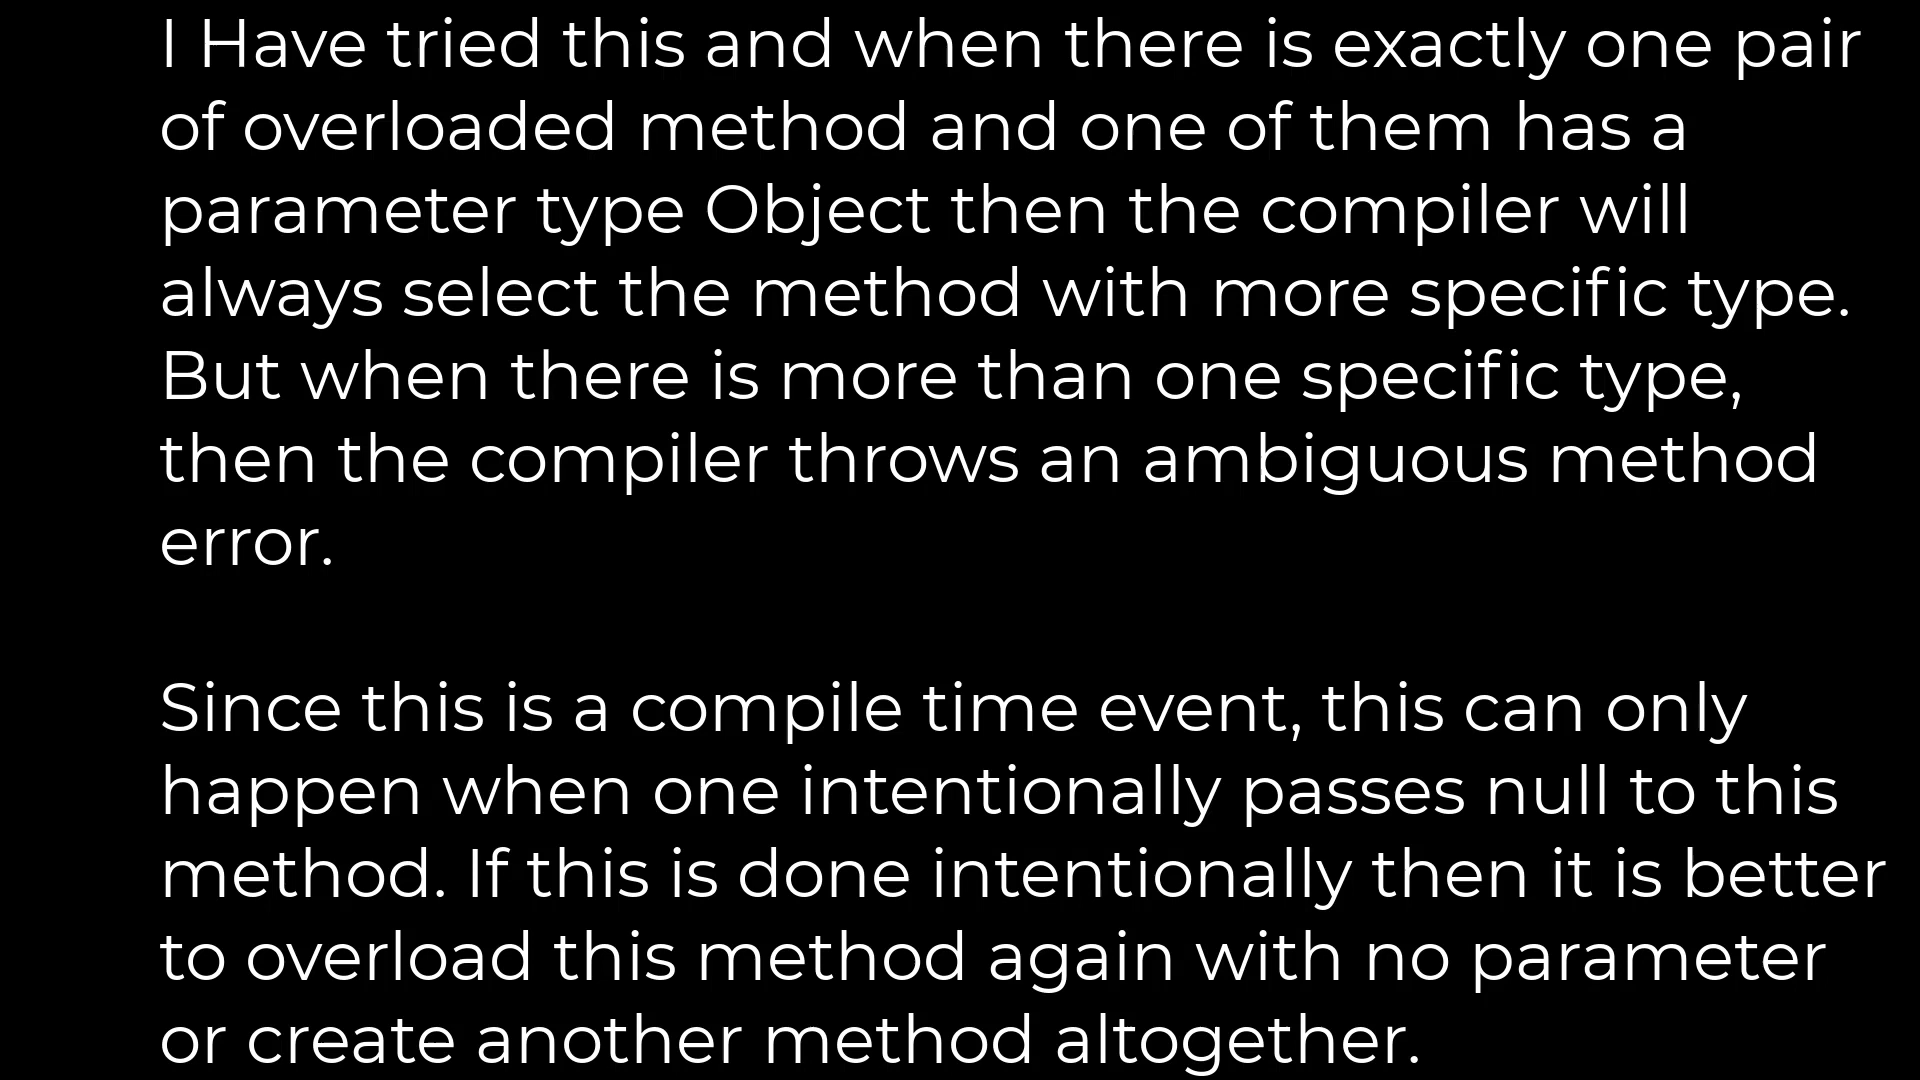 I Have tried this and when there is exactly one pair
of overloaded method and one of them has a
parameter type Object then the compiler will
always select the method with more specific type.
But when there is more than one specific type,
then the compiler throws an ambiguous method
error.
Since this is a compile time event, this can only
happen when one intentionally passes null to this
method. If this is done intentionally then it is better
to overload this method again with no parameter
or create another method altogether.